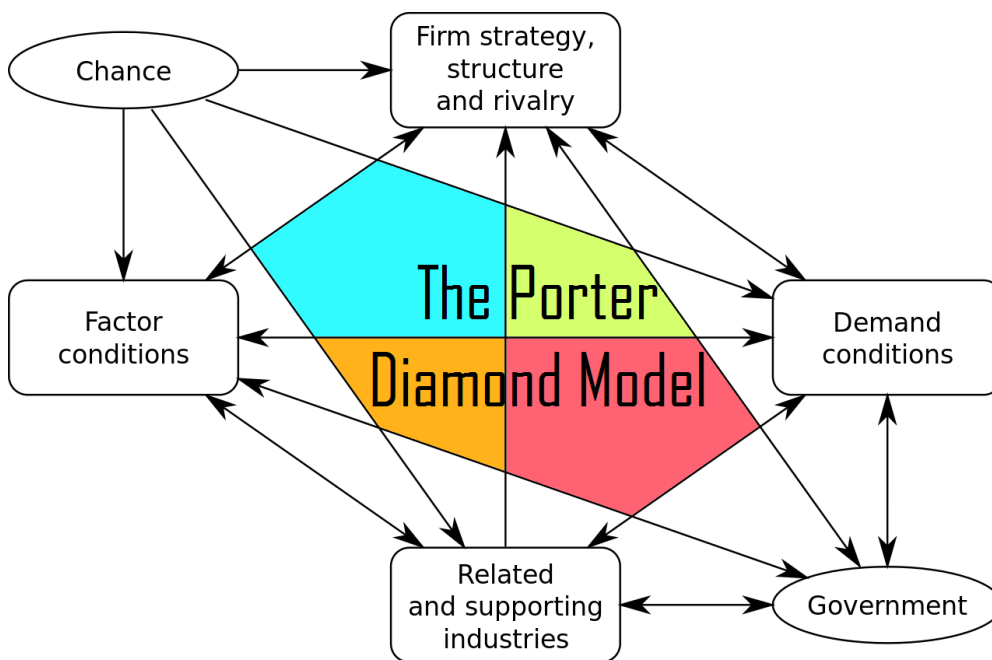 Chance
Firm strategy,
structure
and rivalry
The Porter
Diamond Model
Factor
conditions
Demand
conditions
Related
and supporting
industries
Government